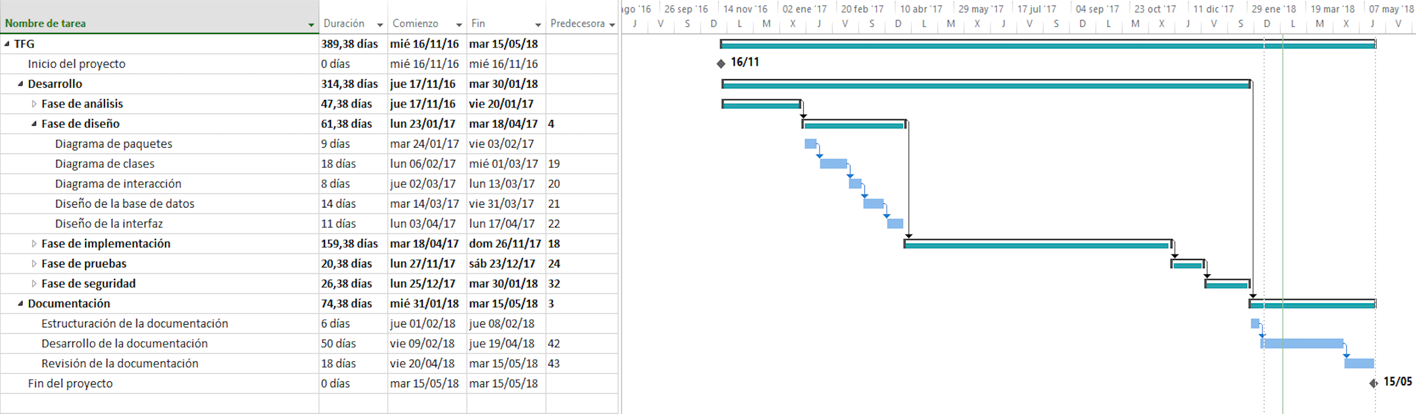 Nombre de tarea Duración Comienzo Fin Predecesora
TFG 389,38 días mié 16/11/16 mar 15/05/18
Inicio del proyecto 0 días mié 16/11/16 mié 16/11/16
Desarrollo 314,38 días jue 17/11/16 mar 30/01/18
Fase de análisis 47,38 días jue 17/11/16 vie 20/01/17
Fase de diseño 61,38 días lun 23/01/17 mar 18/04/17 4
Diagrama de paquetes 9 días mar 24/01/17 vie 03/02/17
Diagrama de clases 18 días lun 06/02/17 mié 01/03/17 19
Diagrama de interacción 8 días jue 02/03/17 lun 13/03/17 20
Diseño de la base de datos 14 días mar 14/03/17 vie 31/03/17 21
Diseño de la interfaz 11 días lun 03/04/17 lun 17/04/17 22
Fase de implementación 159,38 días mar 18/04/17 dom 26/11/17 18
Fase de pruebas 20,38 días lun 27/11/17 sáb 23/12/17 24
Fase de seguridad 26,38 días lun 25/12/17 mar 30/01/18 32
Documentación 74,38 días mié 31/01/18 mar 15/05/18 3
Estructuración de la documentación 6 días jue 01/02/18 jue 08/02/18
Desarrollo de la documentación 50 días vie 09/02/18 jue 19/04/18 42
Revisión de la documentación 18 días vie 20/04/18 mar 15/05/18 43
Fin del proyecto 0 días mar 15/05/18 mar 15/05/18
ago '16 26 sep '16 14 nov '16 02 ene '17 20 feb '17 10 abr '17 29 may '17 17 jul '17 04 sep '17 23 oct '17 11 dic '17 29 ene '18 19 mar '18 07 may '18
J V S D L M X J V S D L M X J V S D L M X J V S D L M X V
16/11
15/05